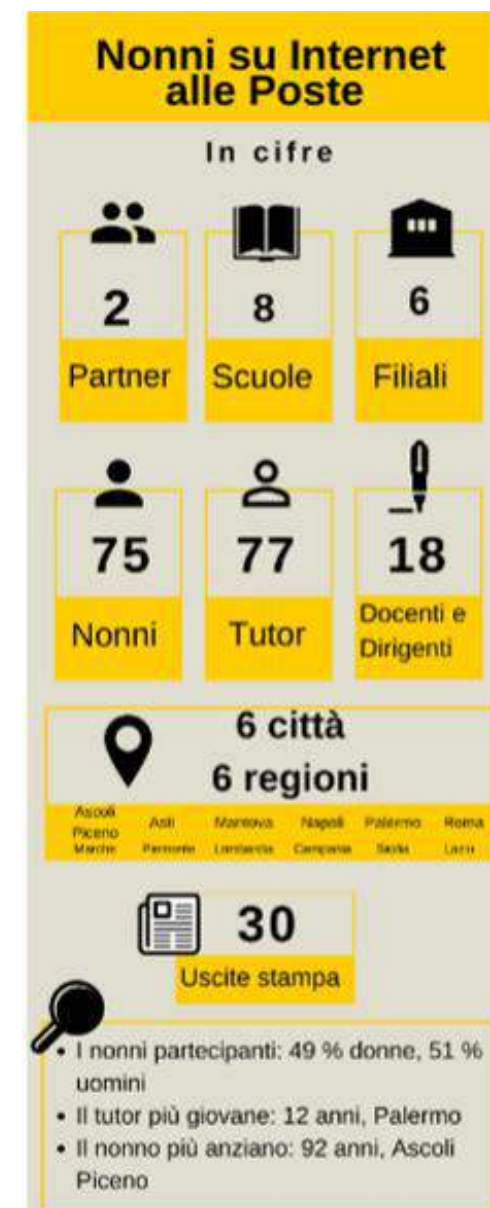 Nonni su Internet
alle Poste
In cifre
2
Partner
8
Scuole
6
Filiali
75
Nonni
77
Tutor
18
Docenti e
Dirigenti
6 città
6 regioni
Ascoli
Piceno
Marche
Asti
Piemonte
Mantova
Lombardia
Napoli
Campania
Palermo
Sicilia
Roma
Lazio
30
Uscite stampa
• I nonni partecipanti: 49 % donne, 51 %
uomini
• Il tutor più giovane: 12 anni, Palermo
• Il nonno più anziano: 92 anni, Ascoli
Piceno